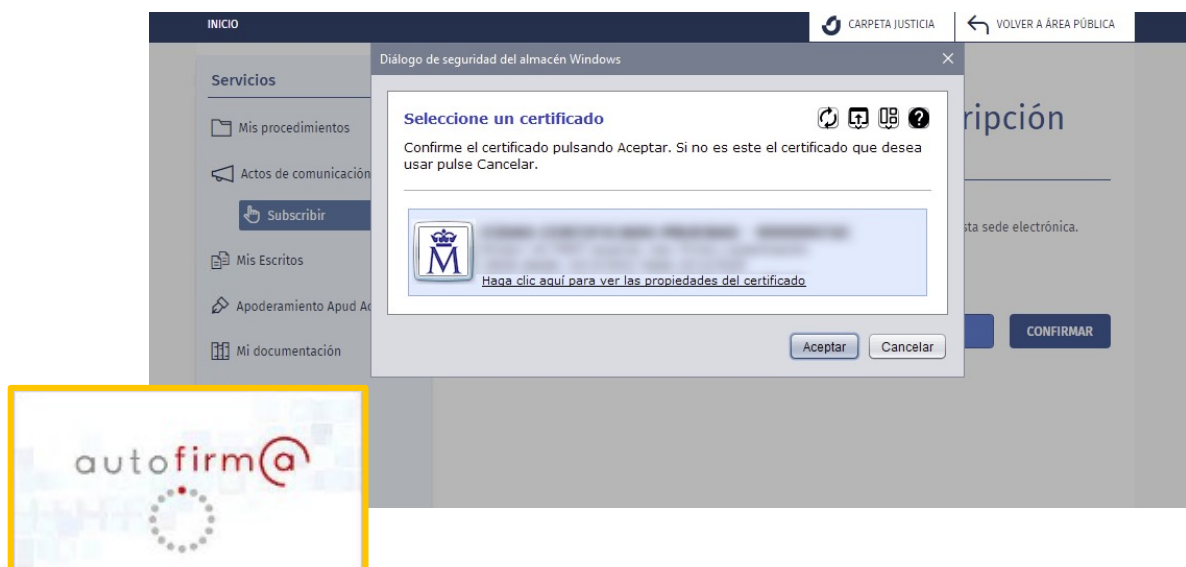 INICIO
CARPETA JUSTICIA
VOLVER A ÁREA PÚBLICA
Diálogo de seguridad del almacén Windows
Servicios
Mis procedimientos
Actos de comunicación
Subscribir
Mis Escritos
Apoderamiento Apud
Mi documentación
Seleccione un certificado
Confirme el certificado pulsando Aceptar. Si no es este el certificado que desea
usar pulse Cancelar.
Haga clic aquí para ver las propiedades del certificado
Aceptar
Cancelar
ripción
sta sede electrónica.
CONFIRMAR
autofirm@